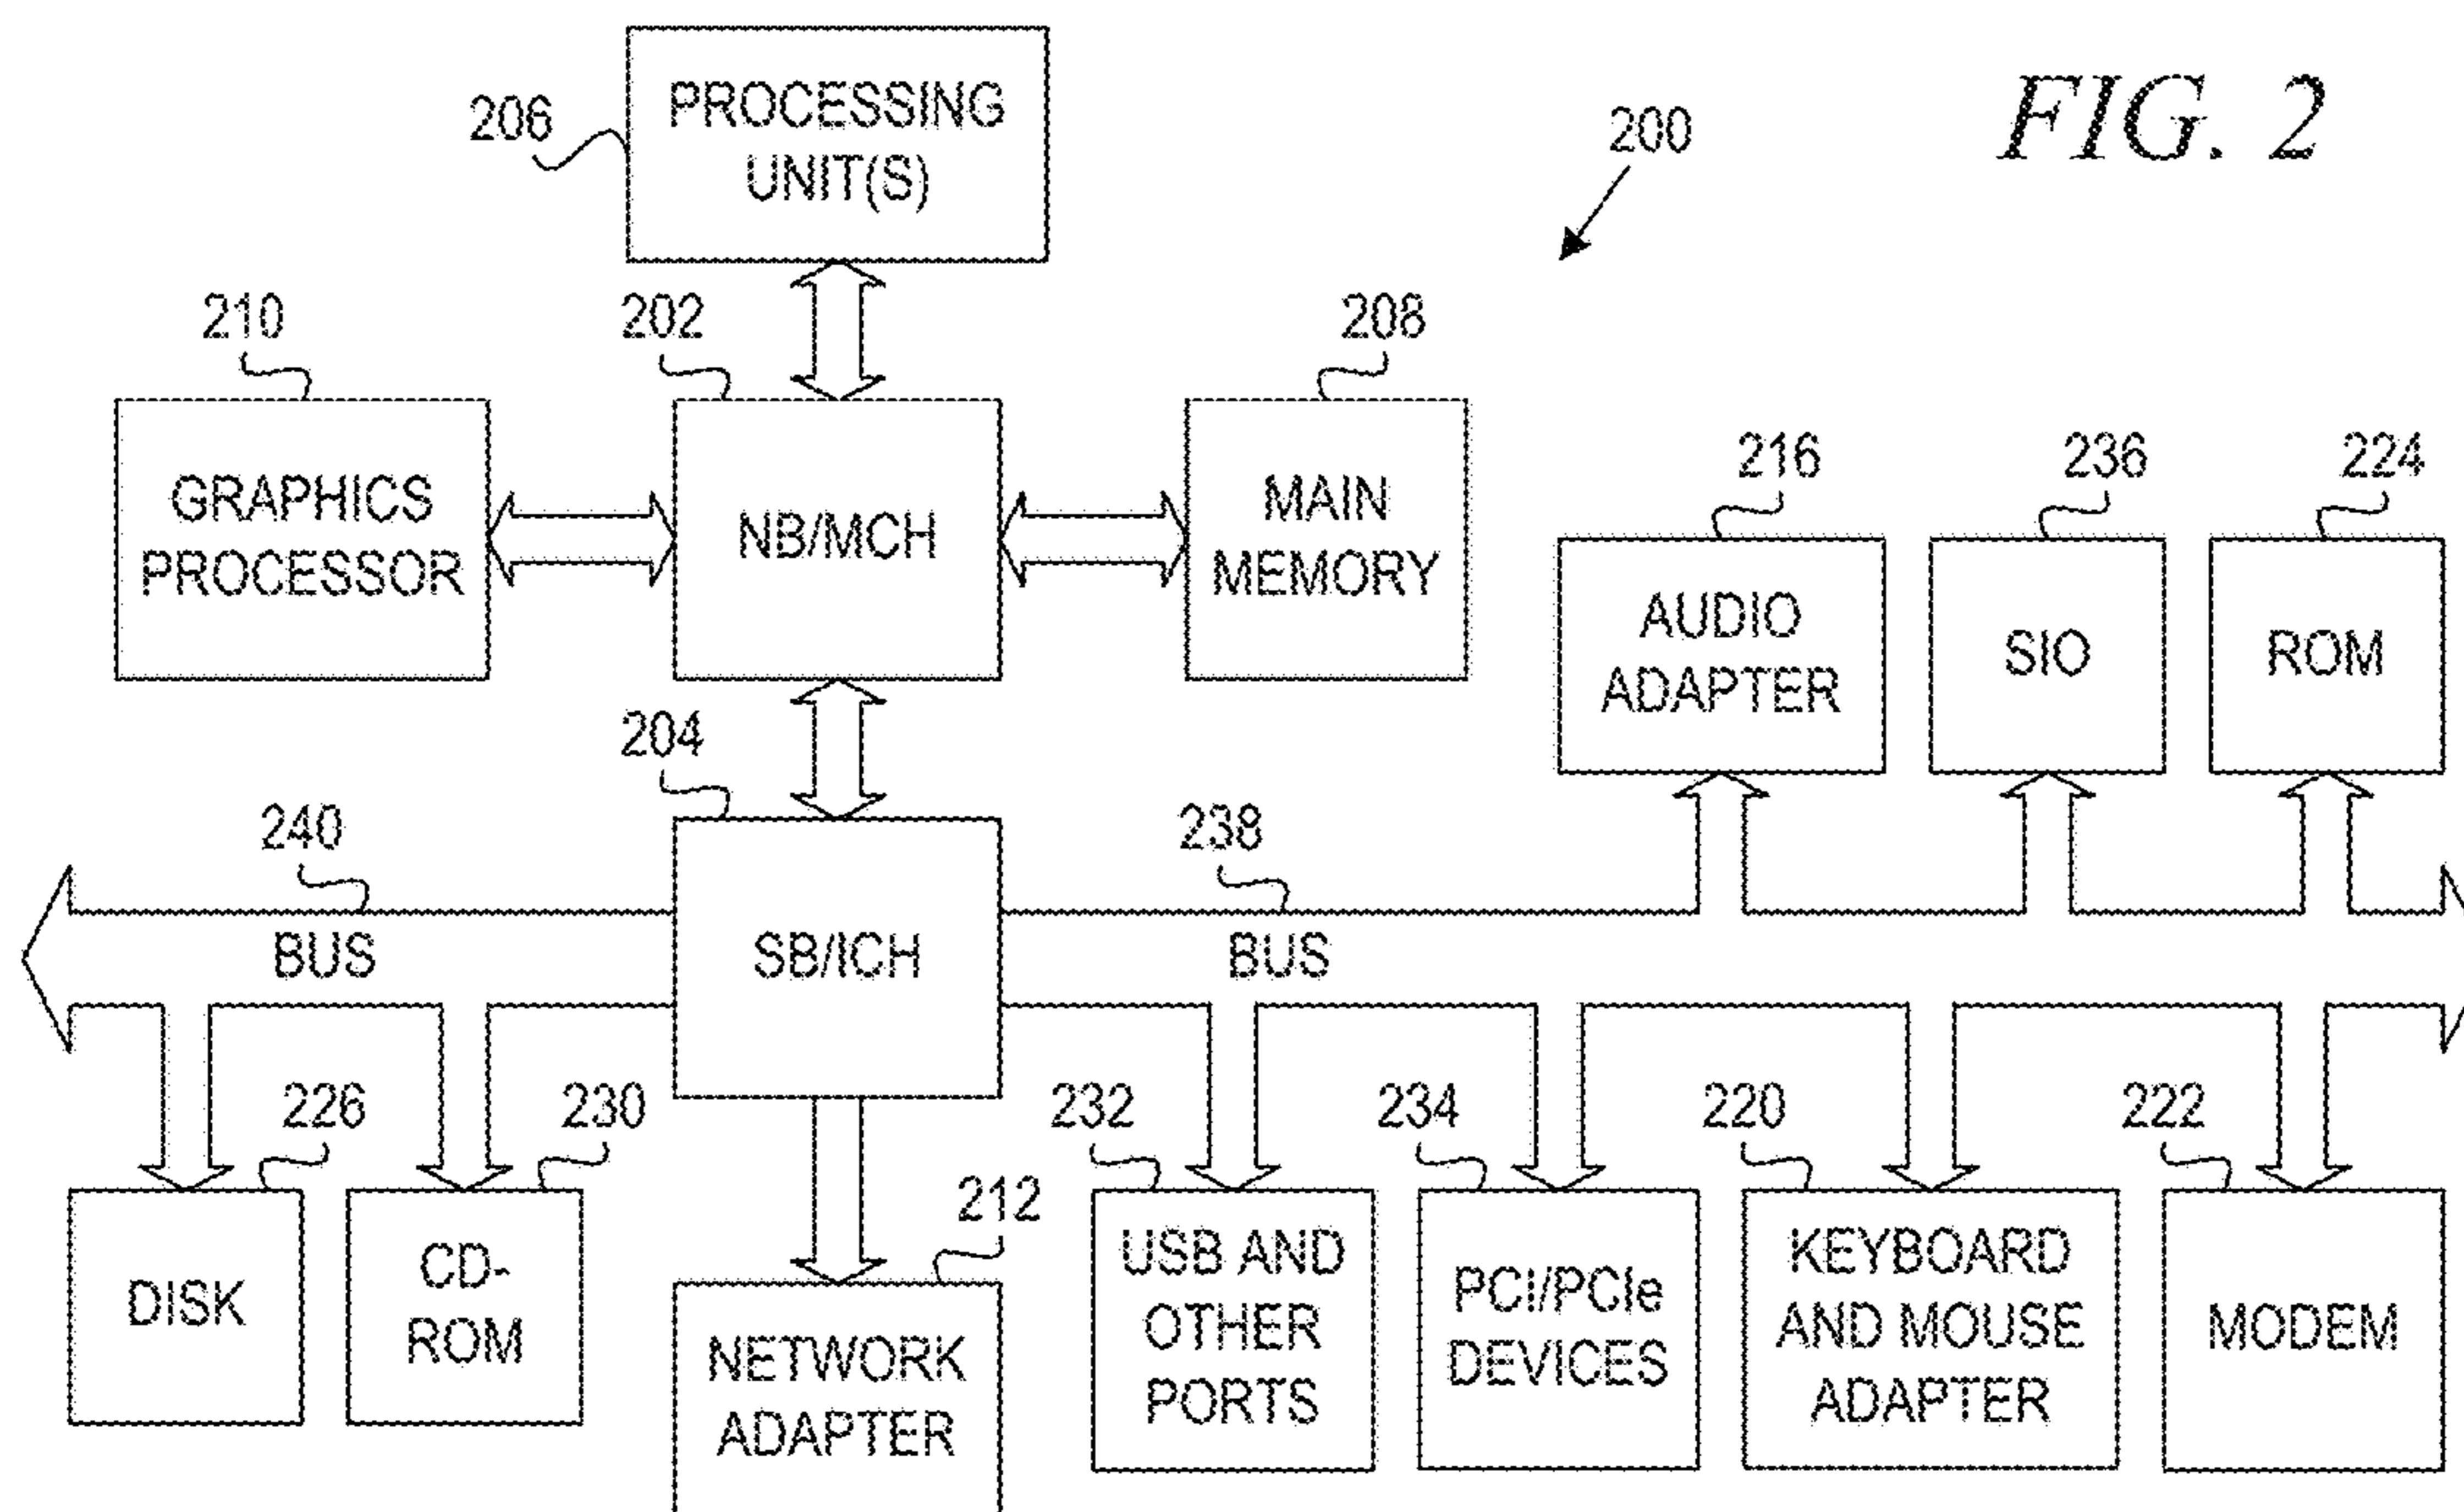 FIG. 2
200
206
PROCESSING
UNIT(S)
210
202
208
GRAPHICS
PROCESSOR
NB/MCH
MAIN
MEMORY
216
236
224
AUDIO
ADAPTER
SIO
ROM
204
240
238
BUS
SB/ICH
BUS
226
230
232
234
220
222
212
DISK
CD-
ROM
NETWORK
ADAPTER
USB AND
OTHER
PORTS
PCI/PCIe
DEVICES
KEYBOARD
AND MOUSE
ADAPTER
MODEM